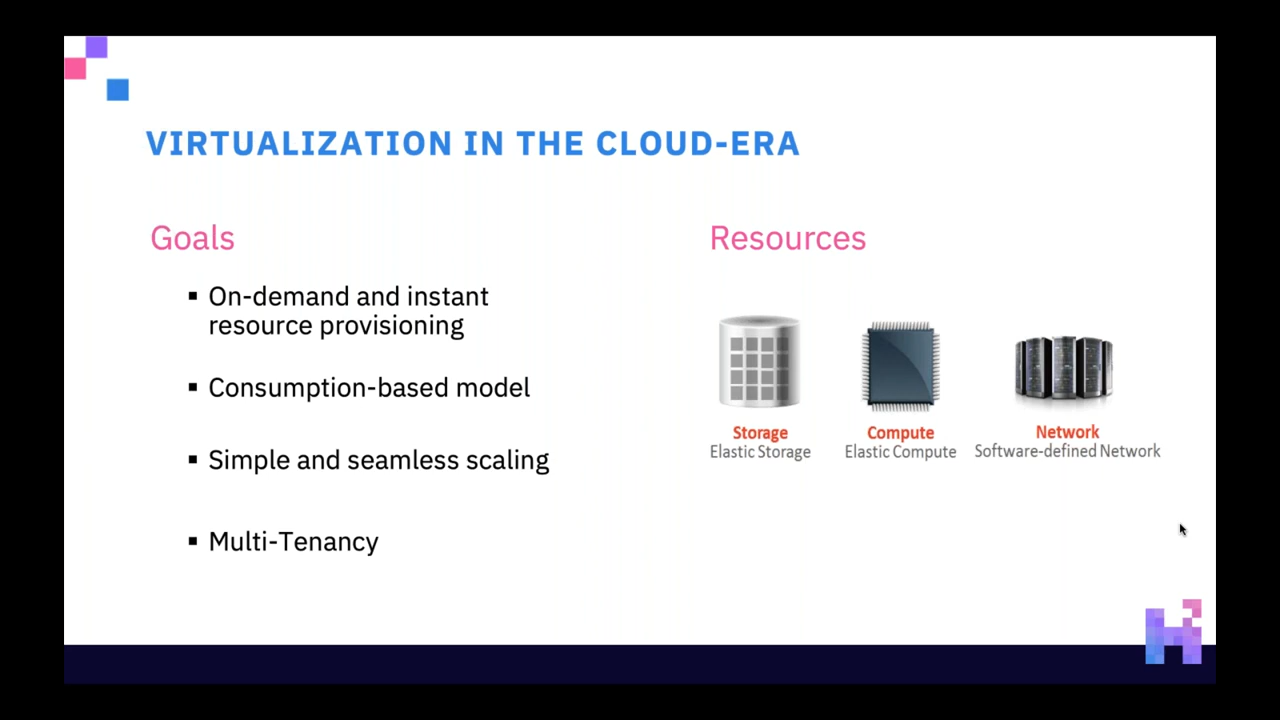 VIRTUALIZATION IN THE CLOUD-ERA
Goals
▪ On-demand and instant
resource provisioning
▪ Consumption-based model
▪ Simple and seamless scaling
▪ Multi-Tenancy
Resources
Storage
Elastic Storage
Compute
Elastic Compute
Network
Software-defined Network